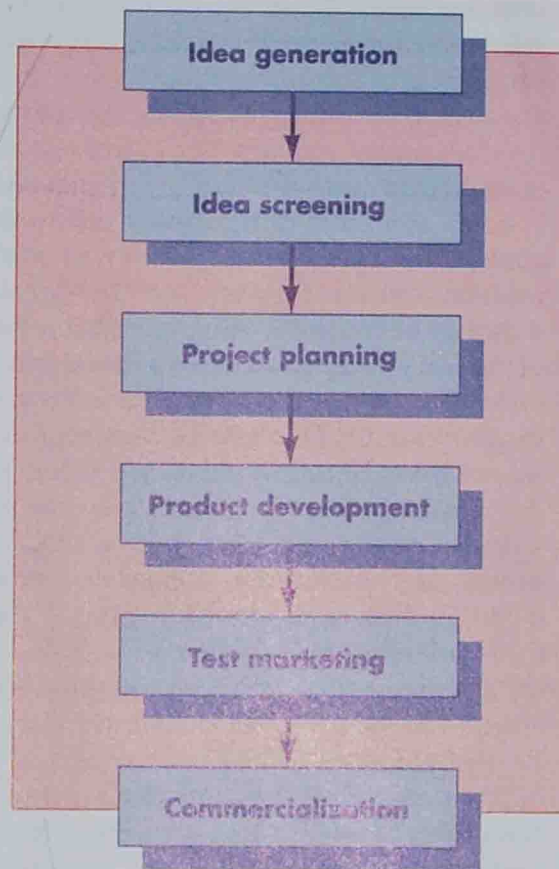 Idea generation
Idea screening
Project planning
Product development
Test marketing
Commercialization